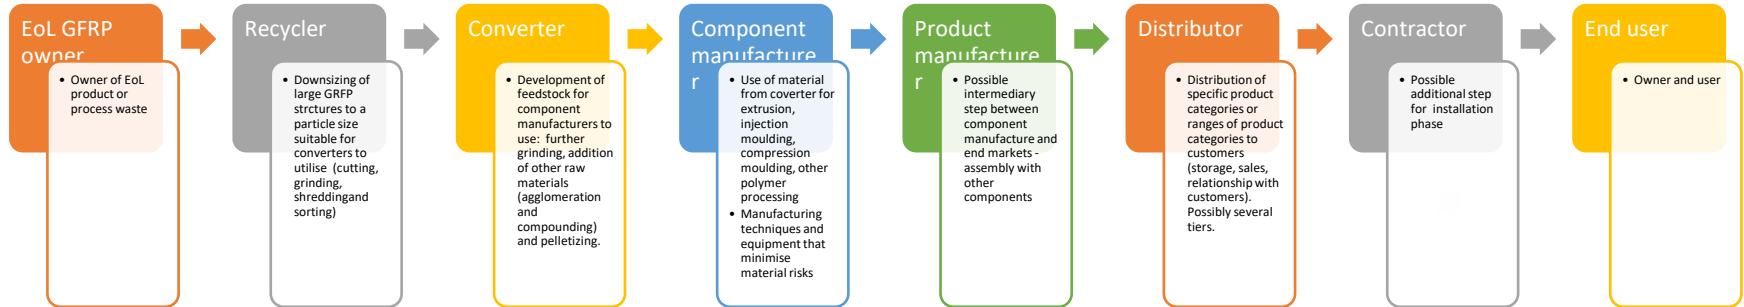 EoL GFRP
owner
• Owner of EoL
product or
process waste
Recycler
• Downsizing of
large GRFP
strctures to a
particle size
suitable for
converters to
utilise (cutting,
grinding,
shreddingand
sorting)
Converter
• Development of
feedstock for
component
manufacturers to
use: further
grinding, addition
of other raw
materials
(agglomeration
and
compounding)
and pelletizing.
Component
manufacture
r
• Use of material
from coverter for
extrusion,
injection
moulding,
compression
moulding, other
polymer
processing
• Manufacturing
techniques and
equipment that
minimise
material risks
Product
manufacture
r
• Possible
intermediary
step between
component
manufacture and
end markets -
assembly with
other
components
Distributor
• Distribution of
specific product
categories or
ranges of product
categories to
customers
(storage, sales,
relationship with
customers).
Possibly several
tiers.
Contractor
• Possible
additional step
for installation
phase
End user
• Owner and user